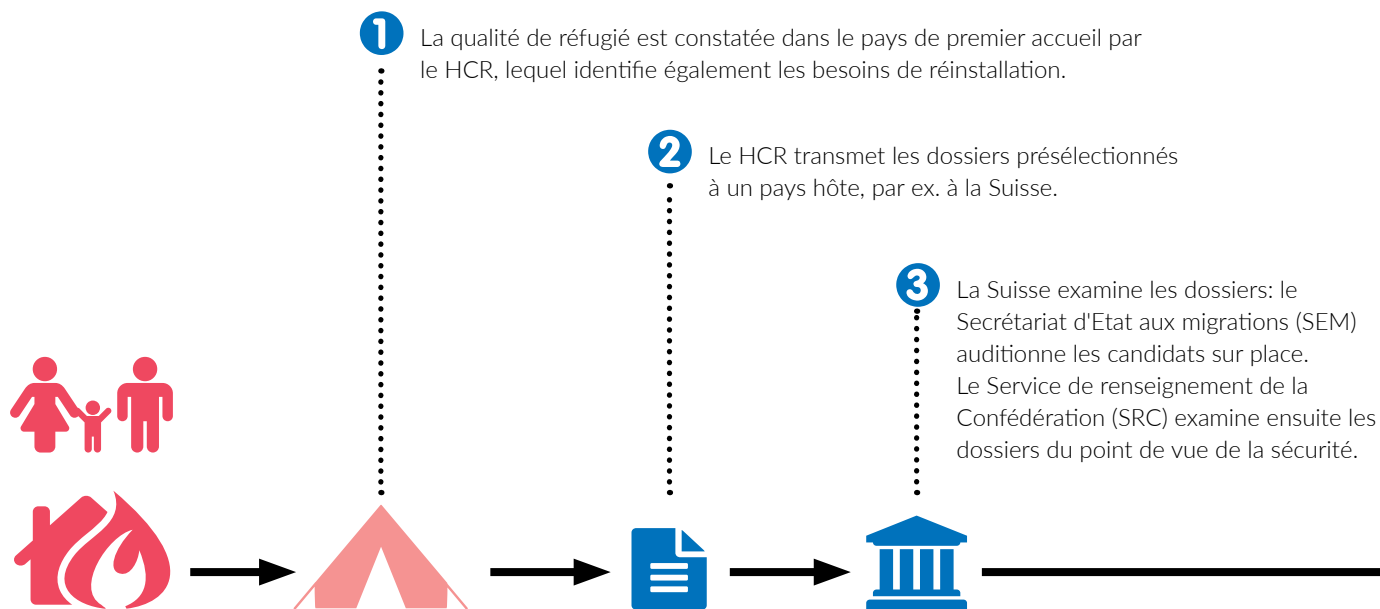 1
La qualité de réfugié est constatée dans le pays de premier accueil par
le HCR, lequel identifie également les besoins de réinstallation.
2
Le HCR transmet les dossiers présélectionnés
à un pays hôte, par ex. à la Suisse.
3
La Suisse examine les dossiers: le
Secrétariat d'Etat aux migrations (SEM)
auditionne les candidats sur place.
Le Service de renseignement de la
Confédération (SRC) examine ensuite les
dossiers du point de vue de la sécurité.